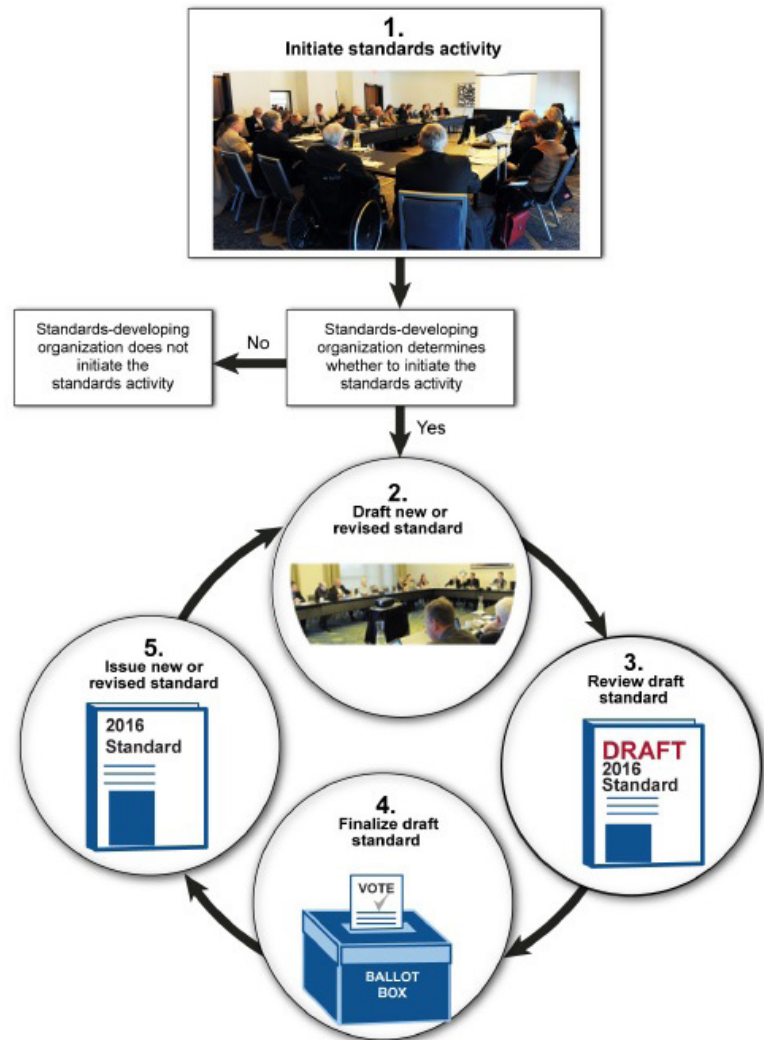 1.
Initiate standards activity
Standards-developing
organization does not
initiate the
standards activity
No
Standards-developing
organization determines
whether to initiate the
standards activity
Yes
2.
Draft new or
revised standard
5.
Issue new or
revised standard
2016
Standard
3.
Review draft
standard
DRAFT
2016
Standard
4.
Finalize draft
standard
VOTE
BALLOT
BOX